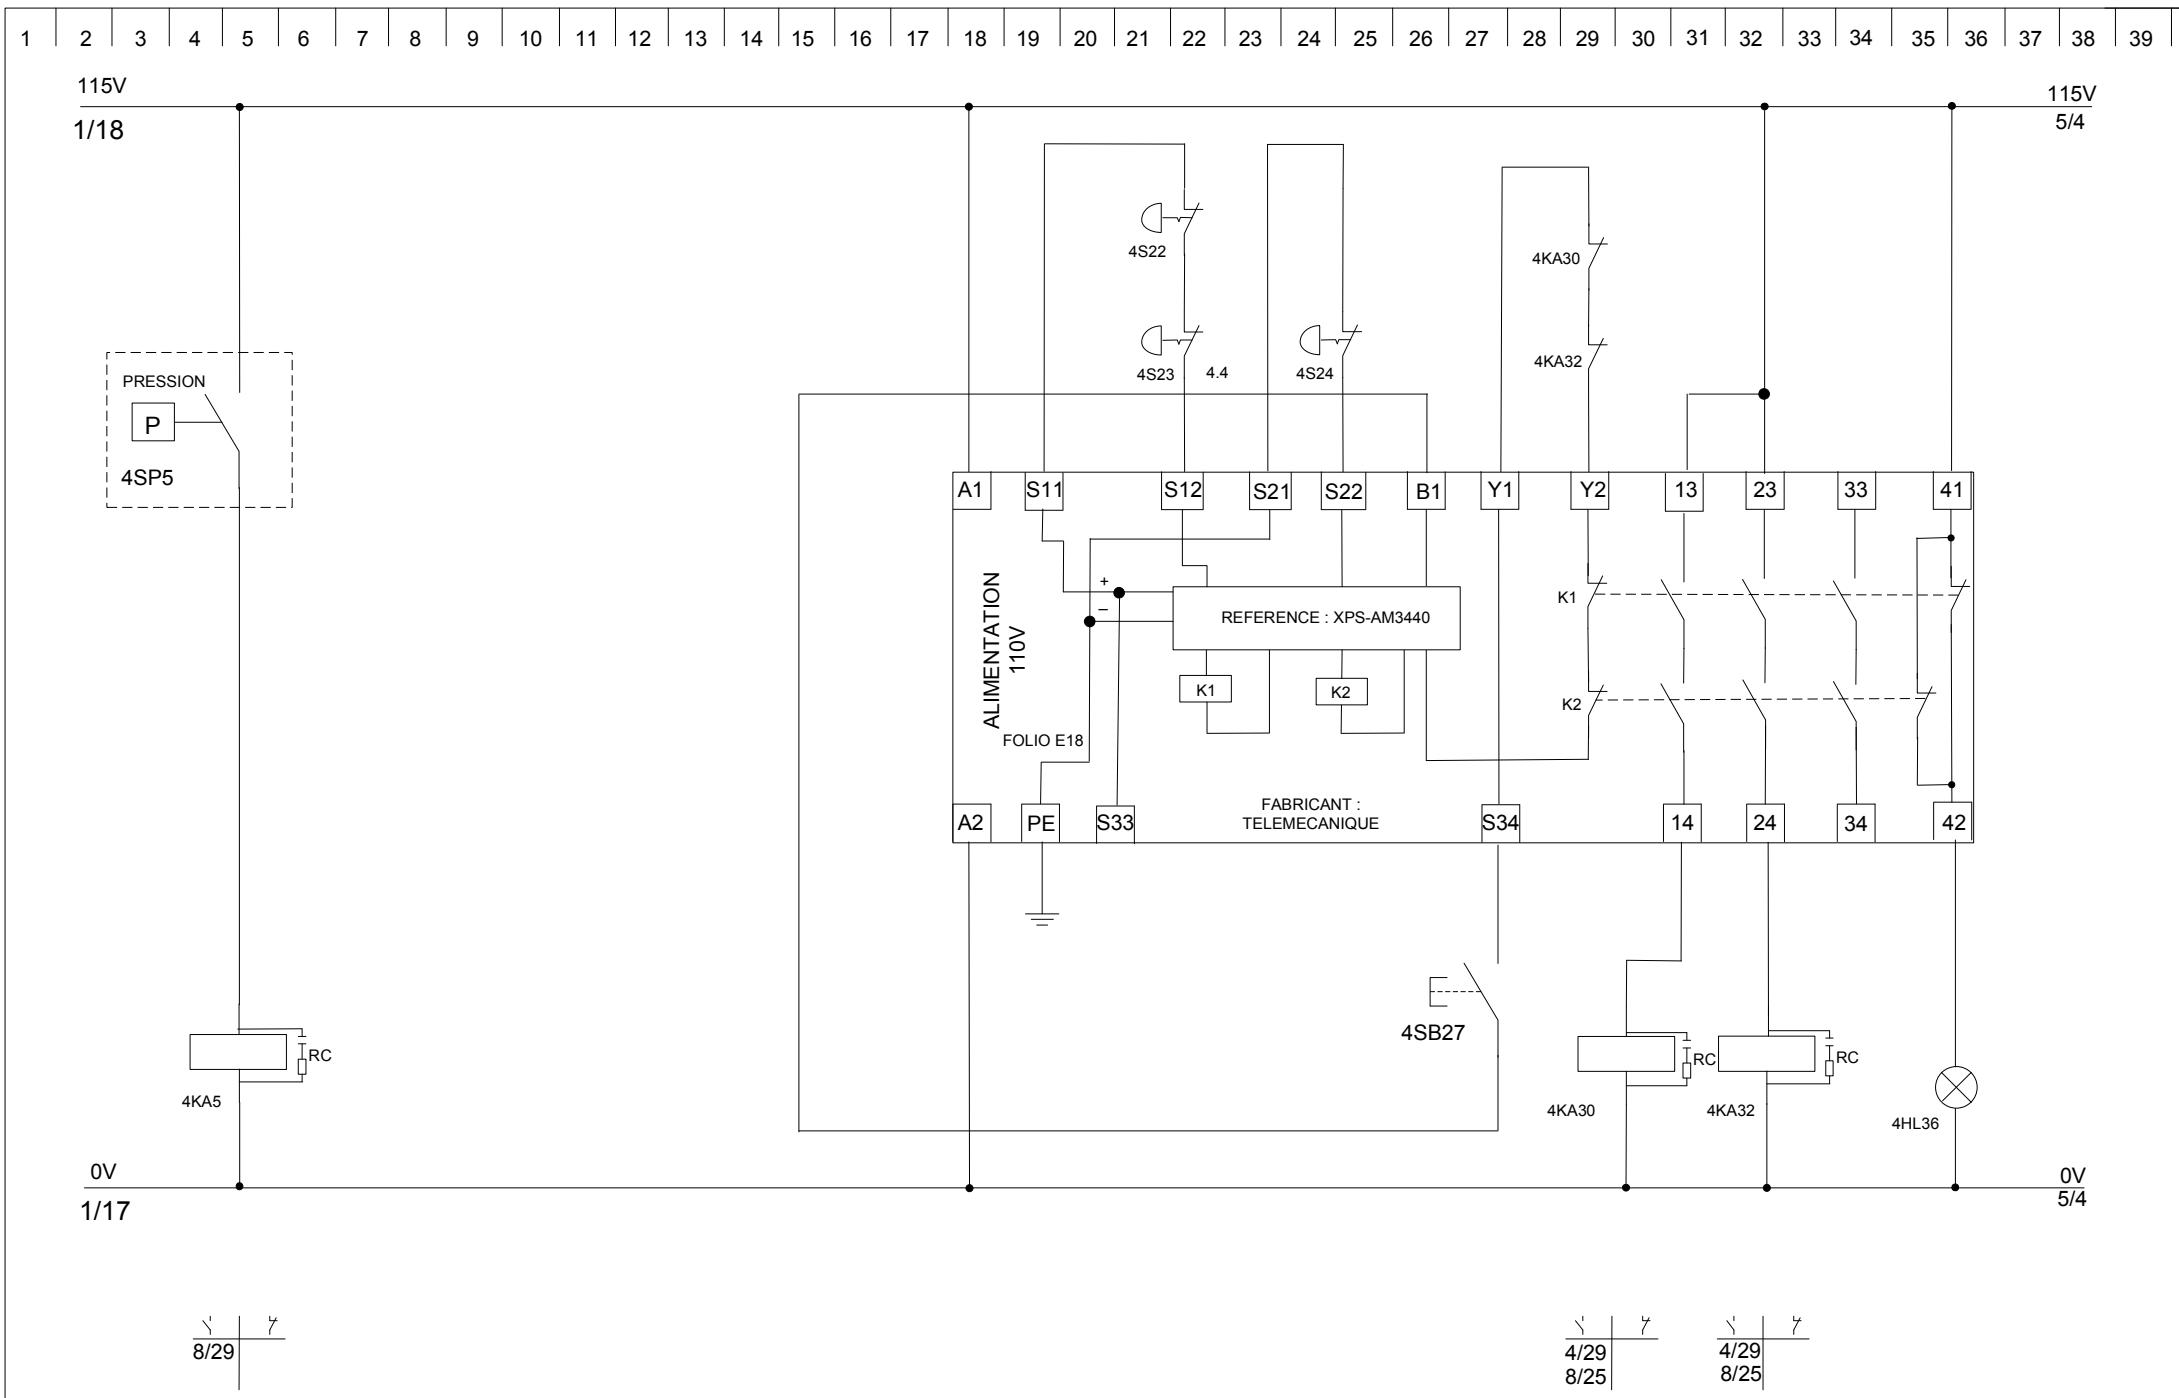 1 2 3 4 5 6 7 8 9 10 11 12 13 14 15 16 17 18 19 20 21 22 23 24 25 26 27 28 29 30 31 32 33 34 35 36 37 38 39
115V 115V
1/18 5/4
4S22
4KA30
4KA32
4S23 4.4 4S24
PRESSION
P
4SP5
A1 S11 S12 S21 S22 B1 Y1 Y2 13 23 33 41
ALIMENTATION
110V
+
–
REFERENCE : XPS-AM3440
K1
K1 K2
K2
FOLIO E18
FABRICANT :
TELEMECANIQUE
A2 PE S33 S34 14 24 34 42
4SB27
RC RC RC
4KA5 4KA30 4KA32 4HL36
0V 0V
1/17 5/4
8/29 4/29 4/29
8/25 8/25